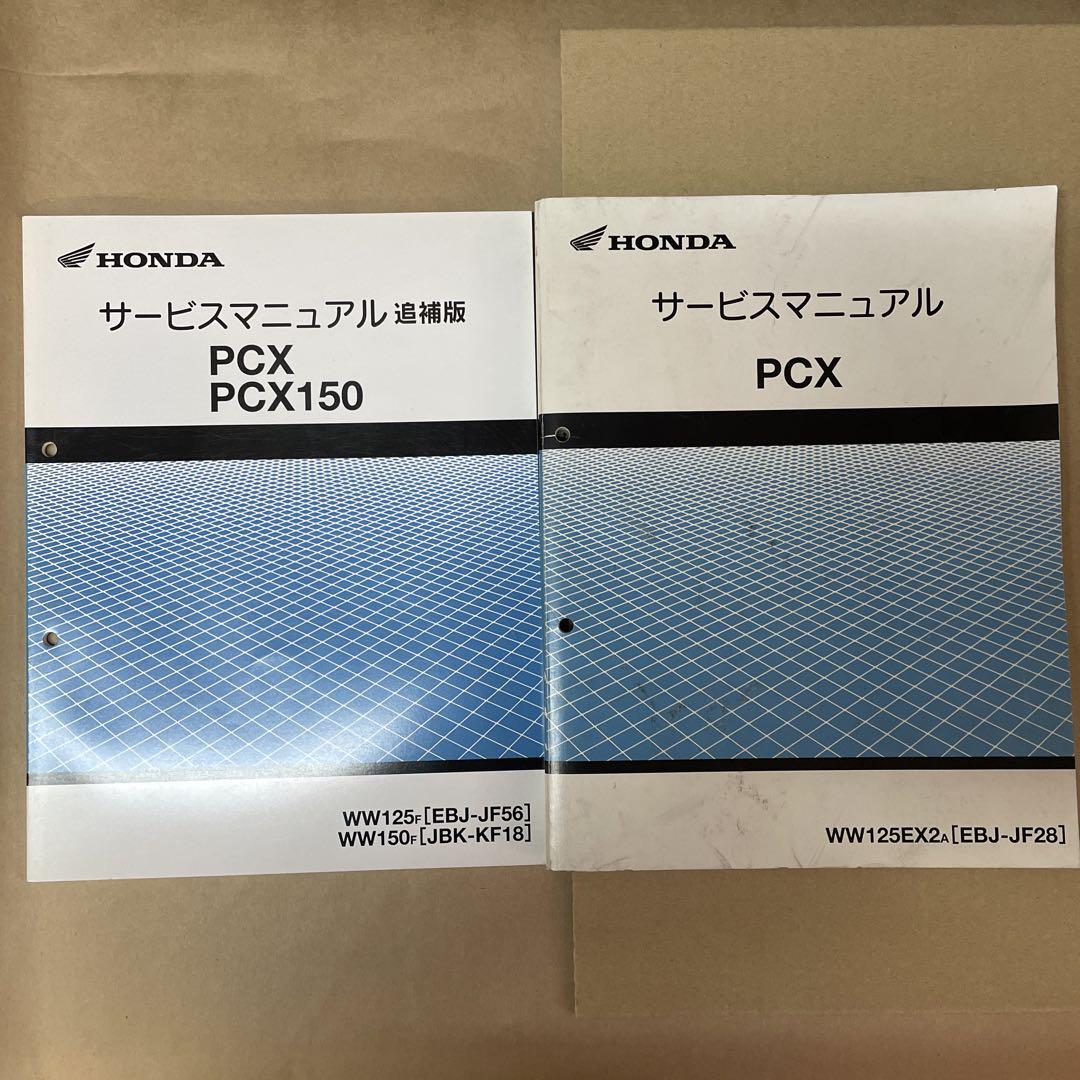 HONDA
サービスマニュアル 追補版
PCX
PCX150
WW125F[EBJ-JF56]
WW150F[JBK-KF18]
HONDA
サービスマニュアル
PCX
WW125EX2A[EBJ-JF28]